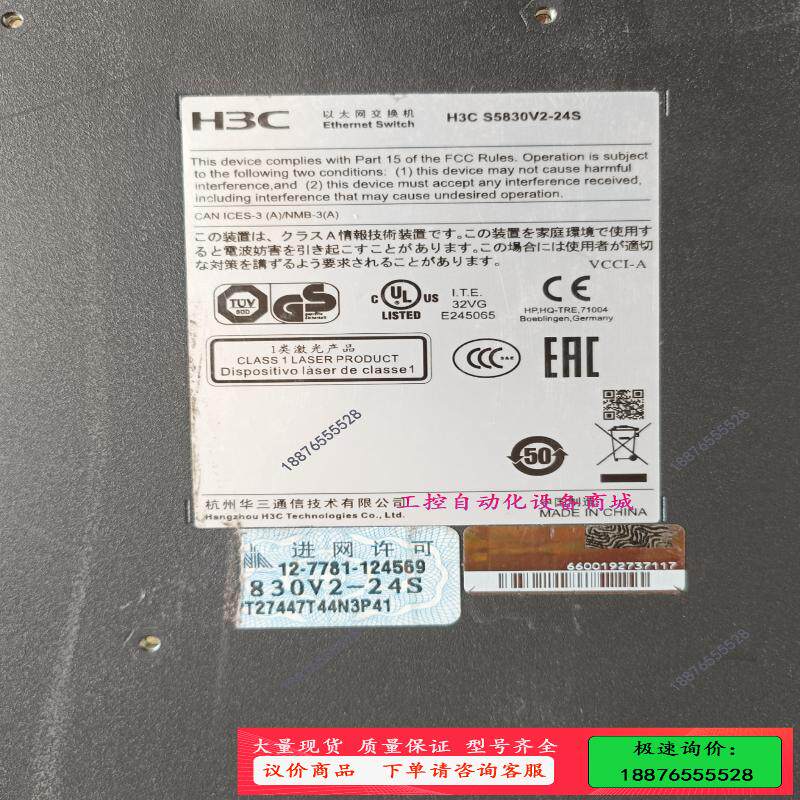 H3C 以太网交换机 H3C S5830V2-24S
Ethernet Switch
This device complies with Part 15 of the FCC Rules. Operation is subject
to the following two conditions: (1) this device may not cause harmful
interference,and (2) this device must accept any interference received,
including interference that may cause undesired operation.
CAN ICES-3 (A)/NMB-3(A)
この装置は、クラスA情報技術装置です。この装置を家庭環境で使用す
ると電波妨害を引き起こすことがあります。この場合には使用者が適切
な対策を講ずるよう要求されることがあります。 VCCI-A
TUV
GS
C UL US
LISTED
I.T.E.
32VG
E245065
CE
HP,HQ-TRE,71004
Boeblingen,Germany
1类激光产品
CLASS 1 LASER PRODUCT
Dispositivo làser de classe1
CCC S&E
EAC
50
18876555528
18876555528
杭州华三通信技术有限公司
Hangzhou H3C Technologies Co., Ltd.
工控自动化设备商城
中国制造
MADE IN CHINA
进网许可
12-7781-124569
830V2-24S
T27447T44N3P41
6600192737117
18876555528
大量现货 质量保证 型号齐全
议价商品 下单请咨询客服
极速询价：
18876555528